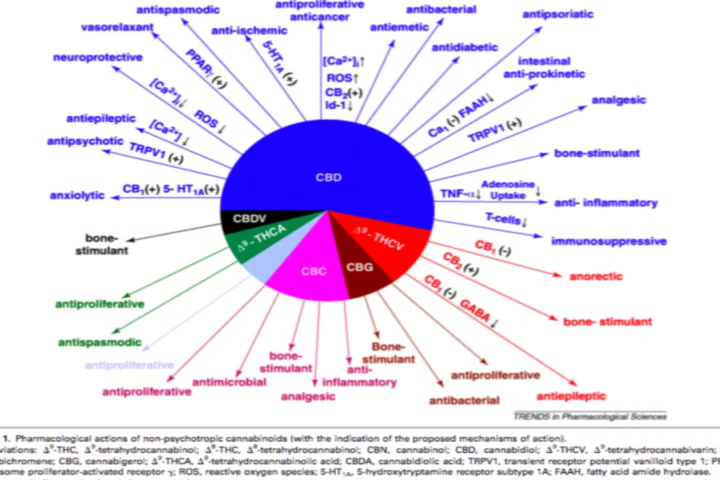 antiproliferative
anticancer
antispasmodic
antibacterial
antipsoriatic
vasorelaxant
anti-ischemic
antiemetic
antidiabetic
neuroprotective
PPARγ (+)
5-HT1A (+)
[Ca²⁺]i↑
ROS↑
CB2(+)
Id-1↓
intestinal
anti-prokinetic
[Ca²⁺]i↓ ROS↓
Ca1(-) FAAH↓
analgesic
antiepileptic
[Ca²⁺]↓
TRPV1(+)
antipsychotic
TRPV1 (+)
bone-stimulant
CBD
anxiolytic
CB1(+) 5- HT1A(+)
TNF-α↓ Adenosine Uptake↓
anti- inflammatory
T-cells↓
immunosuppressive
CBDV
Δ⁹-THCA
Δ⁹-THCV
CBC
CBG
bone-
stimulant
CB1 (-)
anorectic
CB2 (+)
bone- stimulant
CB1(-) GABA↓
antiepileptic
antiproliferative
antispasmodic
antiproliferative
antiproliferative
antimicrobial
bone-
stimulant
analgesic
anti-
inflammatory
Bone-
stimulant
antibacterial
antiproliferative
TRENDS in Pharmacological Sciences
1. Pharmacological actions of non-psychotropic cannabinoids (with the indication of the proposed mechanisms of action).
viations: Δ⁹-THC, Δ⁹-tetrahydrocannabinol; Δ⁸-THC, Δ⁸-tetrahydrocannabinol; CBN, cannabinol; CBD, cannabidiol; Δ⁹-THCV, Δ⁹-tetrahydrocannabivarin;
bichromene; CBG, cannabigerol; Δ⁹-THCA, Δ⁹-tetrahydrocannabinolic acid; CBDA, cannabidiolic acid; TRPV1, transient receptor potential vanilloid type 1; P
some proliferator-activated receptor γ; ROS, reactive oxygen species; 5-HT1A, 5-hydroxytryptamine receptor subtype 1A; FAAH, fatty acid amide hydrolase.